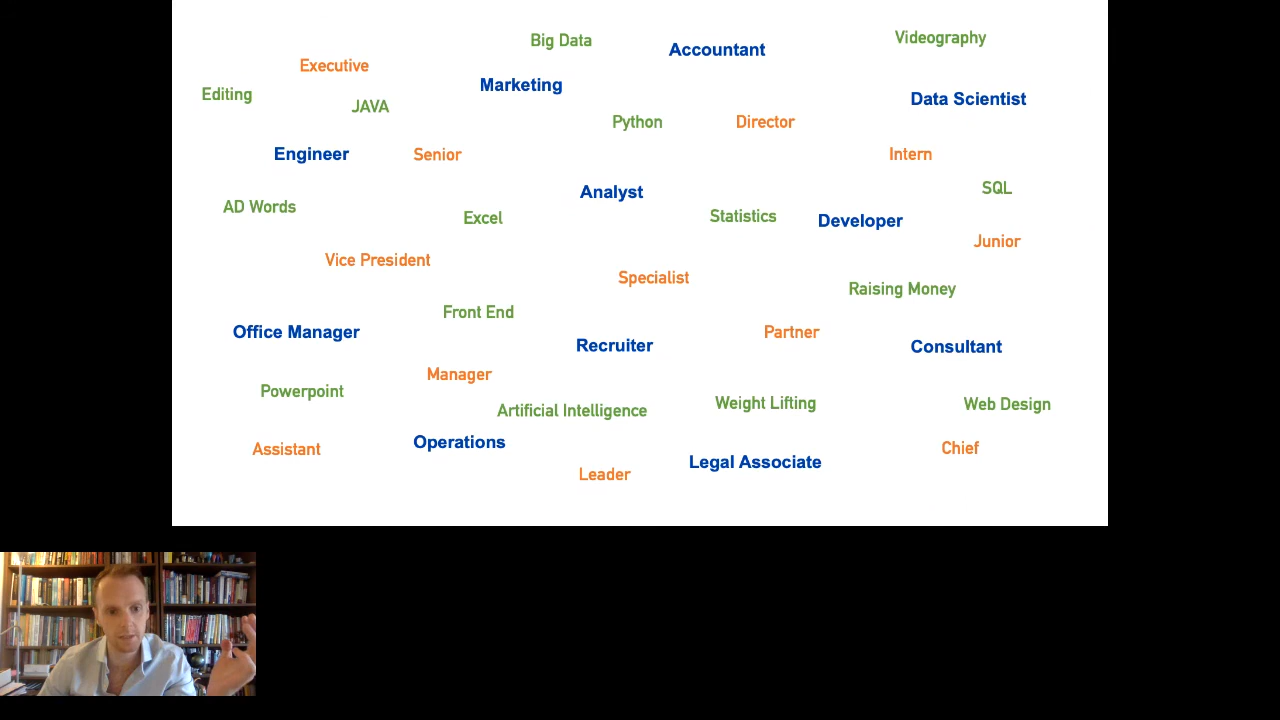 Big Data
Accountant
Videography
Executive
Marketing
Editing
JAVA
Data Scientist
Python
Director
Engineer
Senior
Intern
Analyst
SQL
AD Words
Excel
Statistics
Developer
Junior
Vice President
Specialist
Raising Money
Front End
Office Manager
Recruiter
Partner
Consultant
Manager
Powerpoint
Artificial Intelligence
Weight Lifting
Web Design
Assistant
Operations
Legal Associate
Chief
Leader